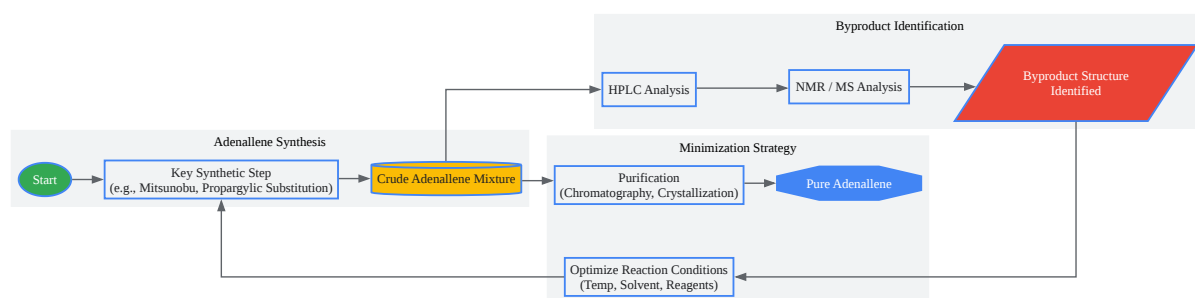 Byproduct Identification
HPLC Analysis
NMR / MS Analysis
Byproduct Structure
Identified
Adenallene Synthesis
Start
Key Synthetic Step
(e.g., Mitsunobu, Propargylic Substitution)
Crude Adenallene Mixture
Minimization Strategy
Purification
(Chromatography, Crystallization)
Pure Adenallene
Optimize Reaction Conditions
(Temp, Solvent, Reagents)